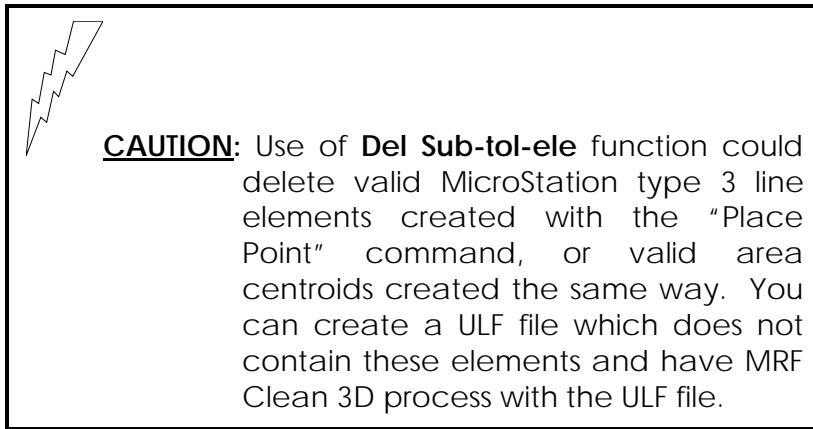 CAUTION: Use of Del Sub-tol-ele function could
delete valid MicroStation type 3 line
elements created with the “Place
Point” command, or valid area
centroids created the same way. You
can create a ULF file which does not
contain these elements and have MRF
Clean 3D process with the ULF file.